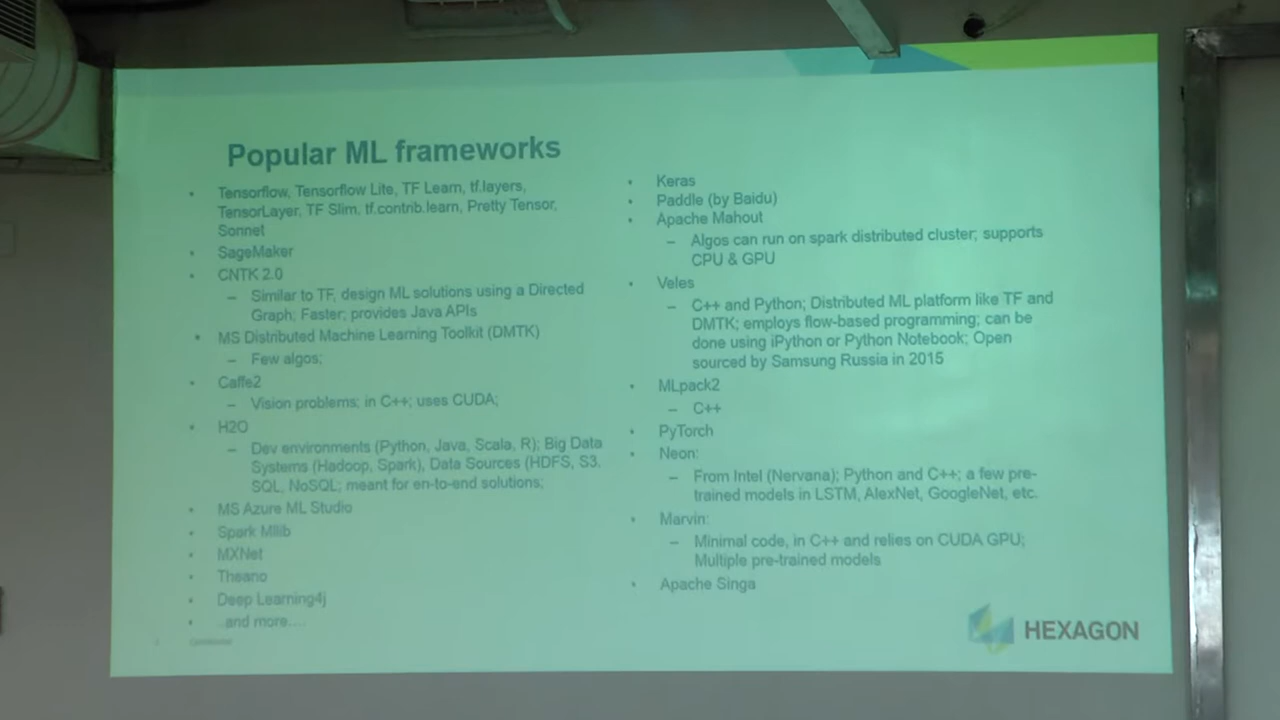 Popular ML frameworks
• Tensorflow, Tensorflow Lite, TF Learn, tf.layers,
TensorLayer, TF Slim, tf.contrib.learn, Pretty Tensor,
Sonnet
• SageMaker
• CNTK 2.0
– Similar to TF, design ML solutions using a Directed
Graph; Faster; provides Java APIs
• MS Distributed Machine Learning Toolkit (DMTK)
– Few algos;
• Caffe2
– Vision problems; in C++; uses CUDA;
• H2O
– Dev environments (Python, Java, Scala, R); Big Data
Systems (Hadoop, Spark), Data Sources (HDFS, S3,
SQL, NoSQL; meant for en-to-end solutions;
• MS Azure ML Studio
• Spark Mllib
• MXNet
• Theano
• Deep Learning4j
• ..and more....
• Keras
• Paddle (by Baidu)
• Apache Mahout
– Algos can run on spark distributed cluster; supports
CPU & GPU
• Veles
– C++ and Python; Distributed ML platform like TF and
DMTK; employs flow-based programming; can be
done using iPython or Python Notebook; Open
sourced by Samsung Russia in 2015
• MLpack2
– C++
• PyTorch
• Neon:
– From Intel (Nervana); Python and C++; a few pre-
trained models in LSTM, AlexNet, GoogleNet, etc.
• Marvin:
– Minimal code, in C++ and relies on CUDA GPU;
Multiple pre-trained models
• Apache Singa
HEXAGON